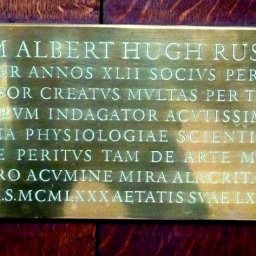 M ALBERT HUGH RUS
PR ANNOS XLII SOCIVS PER
SOR CREATVS MVLTAS PER T
RVM INDAGATOR ACVTISSIM
IA PHYSIOLOGIAE SCIENTI
E PERITVS TAM DE ARTE M
RO ACVMINE MIRA ALACRITA
.S.MCMLXXX AETATIS SVAE LX